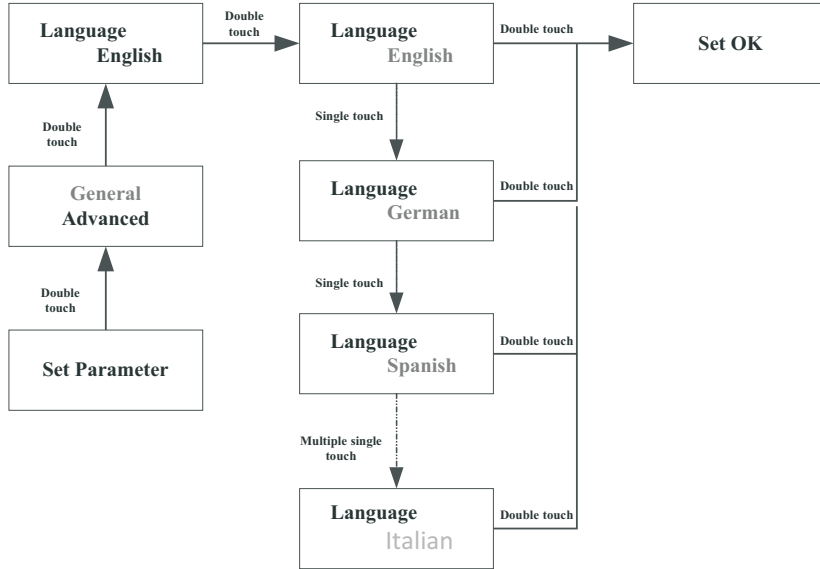 Language
English
Double
touch
Language
English
Double touch
Set OK
Double
touch
Single touch
General
Advanced
Language
German
Double touch
Double
touch
Single touch
Set Parameter
Language
Spanish
Double touch
Multiple single
touch
Language
Italian
Double touch